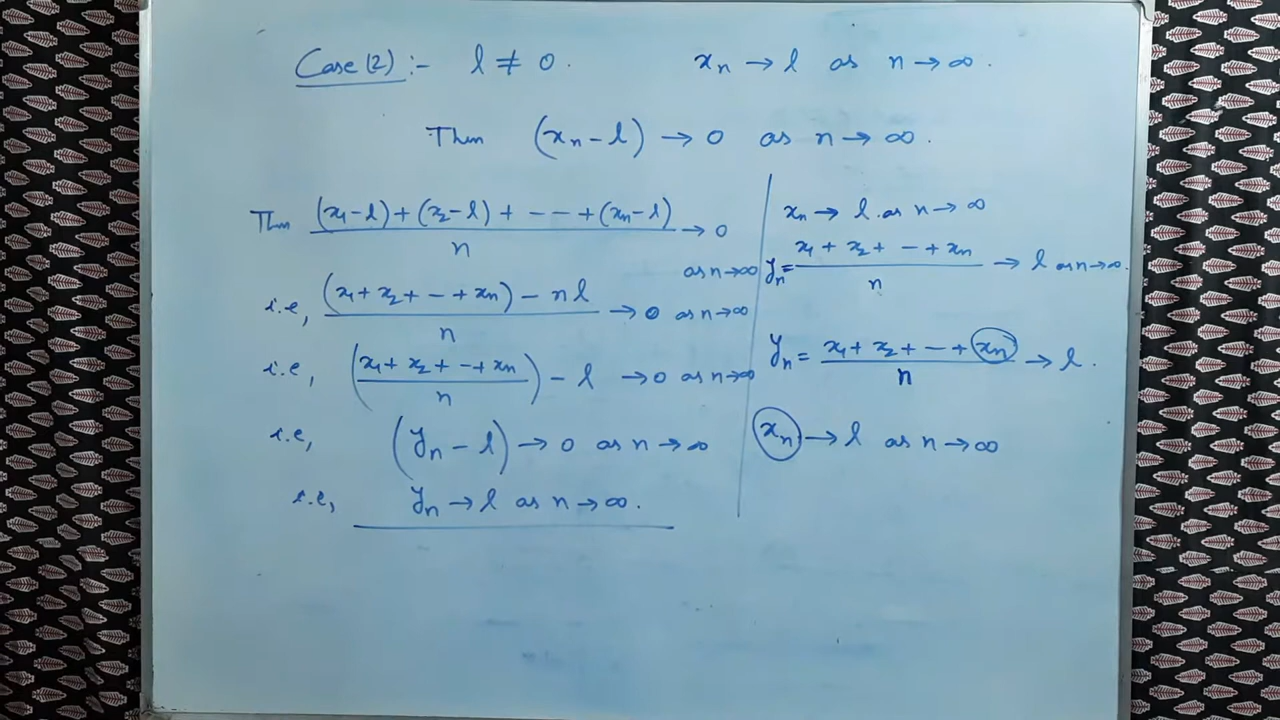 Case (2) :- l ≠ 0. xₙ → l as n → ∞.
Then (xₙ - l) → 0 as n → ∞.
Then ((x₁ - l) + (x₂ - l) + - - - + (xₙ - l))/n → 0 as n → ∞
i.e, ((x₁ + x₂ + - - + xₙ) - nl)/n → 0 as n → ∞
i.e, ((x₁ + x₂ + - + xₙ)/n) - l → 0 as n → ∞
i.e, (yₙ - l) → 0 as n → ∞
i.e, yₙ → l as n → ∞.
xₙ → l as n → ∞
yₙ = (x₁ + x₂ + - - + xₙ)/n → l as n → ∞.
yₙ = (x₁ + x₂ + - - + xₙ)/n → l.
xₙ → l as n → ∞